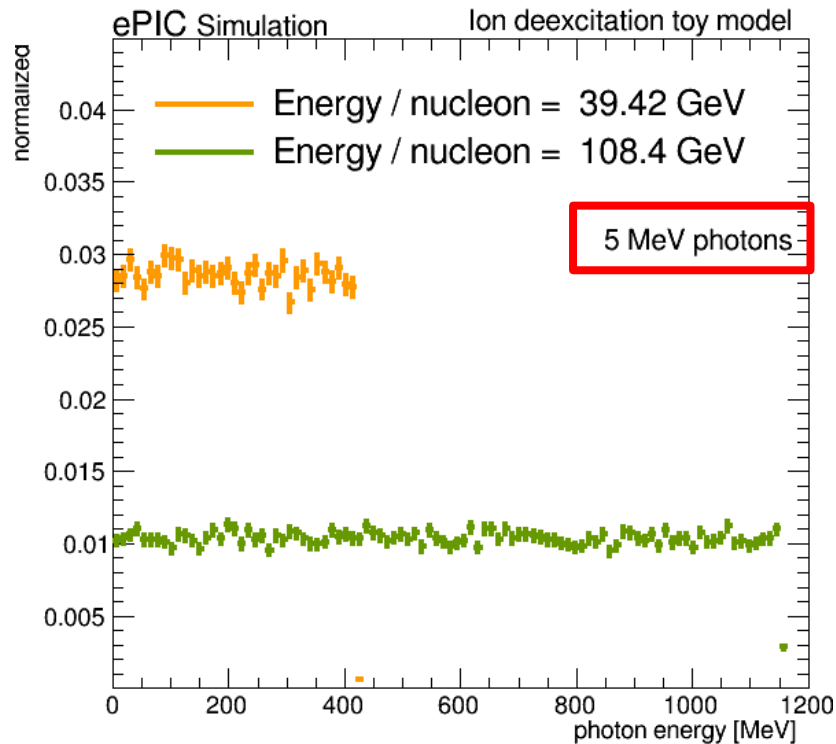 ePIC Simulation Ion deexcitation toy model
normalized
Energy / nucleon = 39.42 GeV
Energy / nucleon = 108.4 GeV
5 MeV photons
0.04
0.035
0.03
0.025
0.02
0.015
0.01
0.005
0 200 400 600 800 1000 1200
photon energy [MeV]